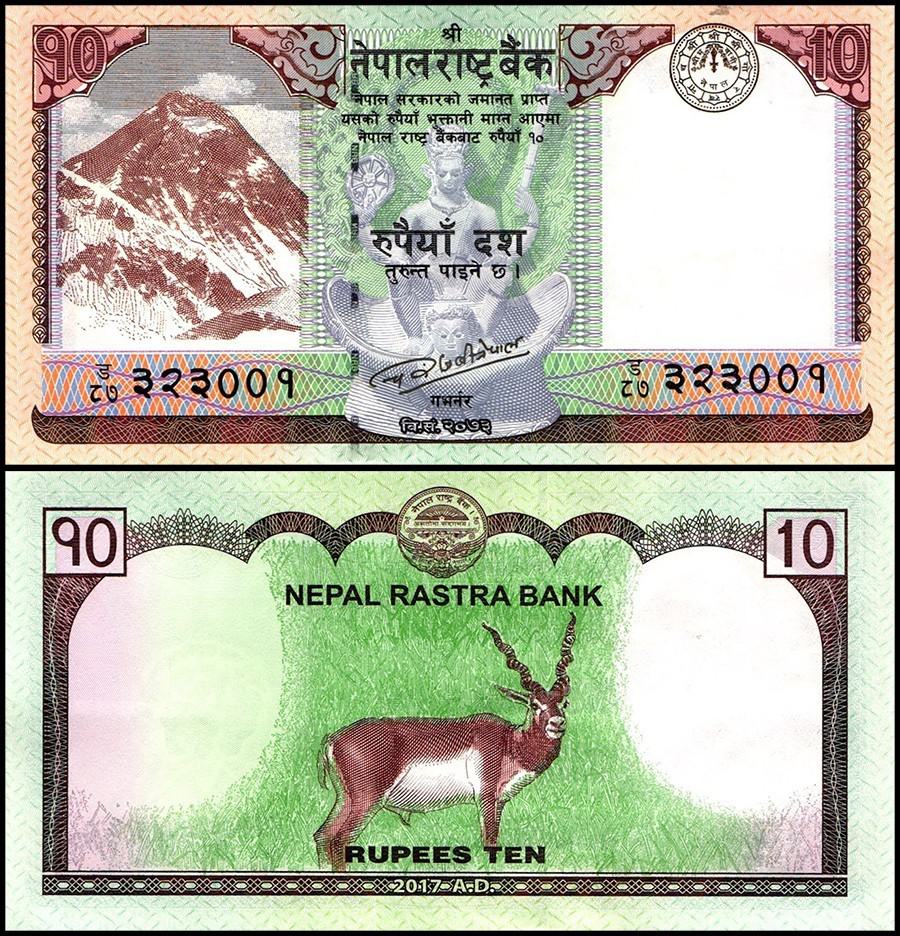 १०
श्री
10
नेपाल राष्ट्र बैंक
नेपाल सरकारको जमानत प्राप्त
यसको रुपैयाँ भुक्तानी माग्न आएमा
नेपाल राष्ट्र बैंकबाट रुपैयाँ १०
रुपैयाँ दश
तुरुन्त पाइने छ ।
ड
८७ ३२३००१
ड
८७ ३२३००१
गभर्नर
वि.सं. २०७३
१०
नेपाल राष्ट्र बैंक
10
NEPAL RASTRA BANK
RUPEES TEN
2017 A.D.